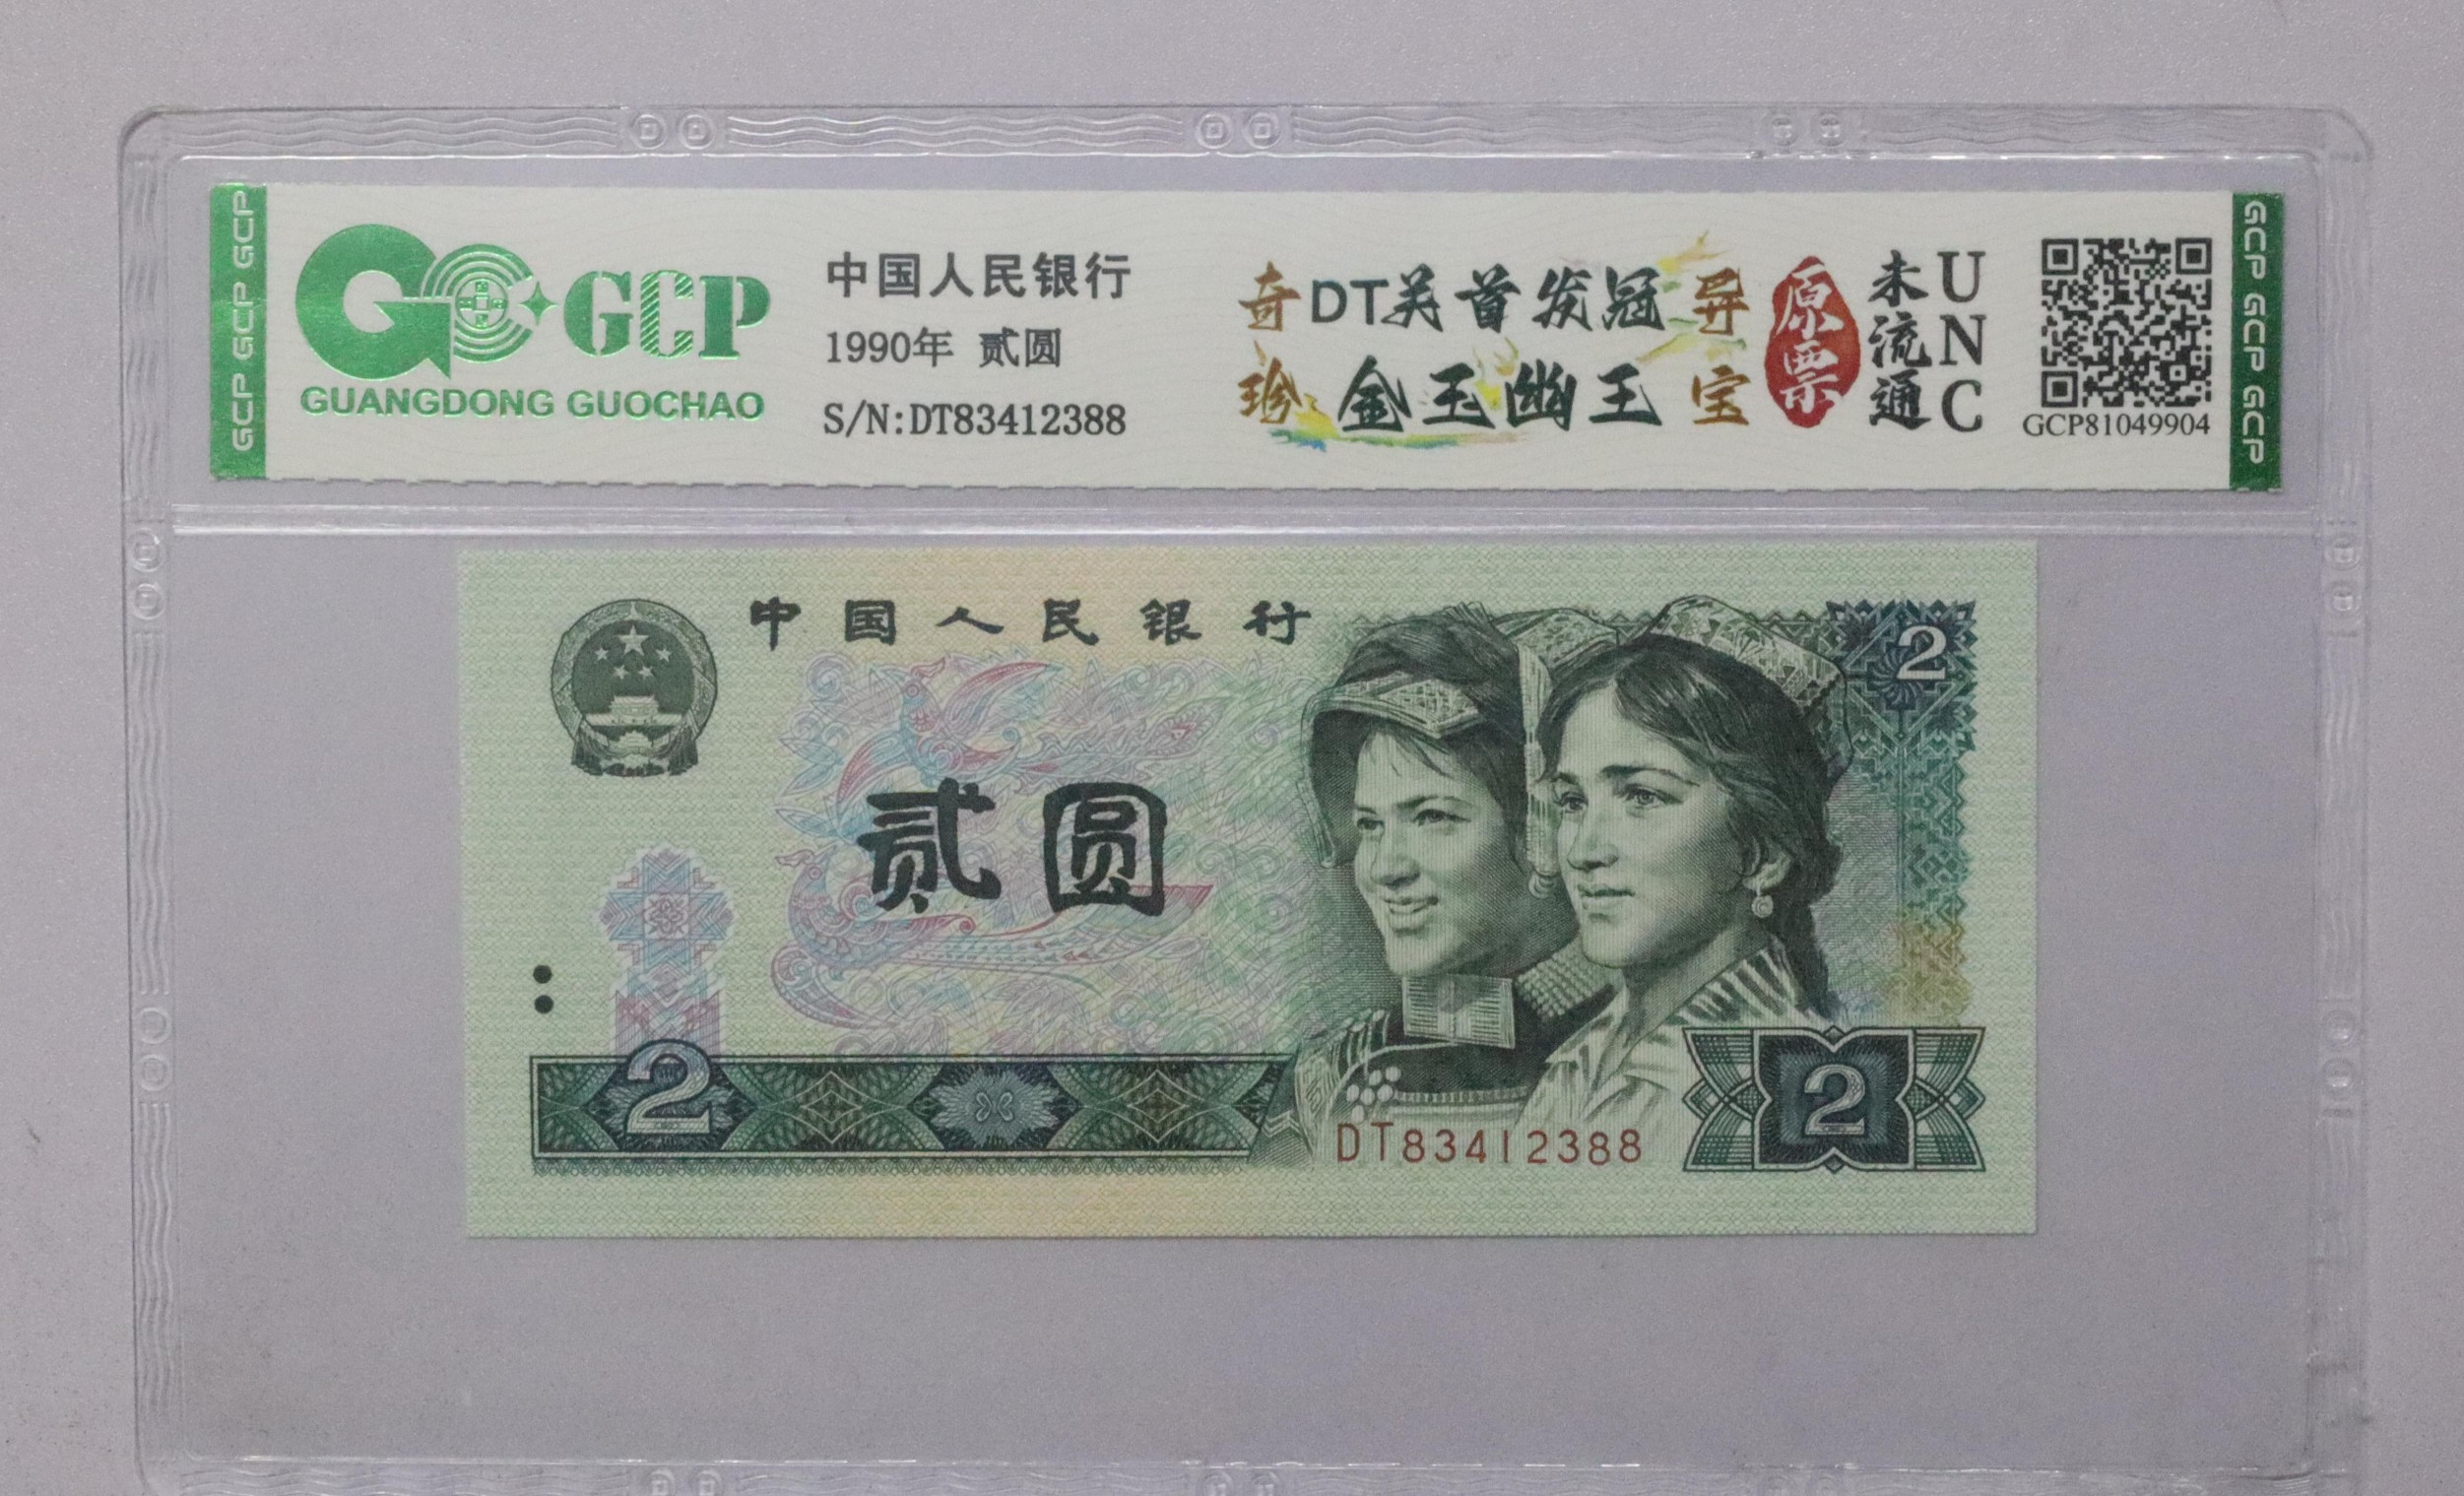 GCP GCP GCP
GCP
GUANGDONG GUOCHAO
中国人民银行
1990年 贰圆
S/N:DT83412388
奇 DT关首发冠 异
珍 金玉幽王 宝
原票
未流通
UNC
GCP81049904
GCP GCP GCP
中国人民银行
2
贰圆
2
DT83412388
2